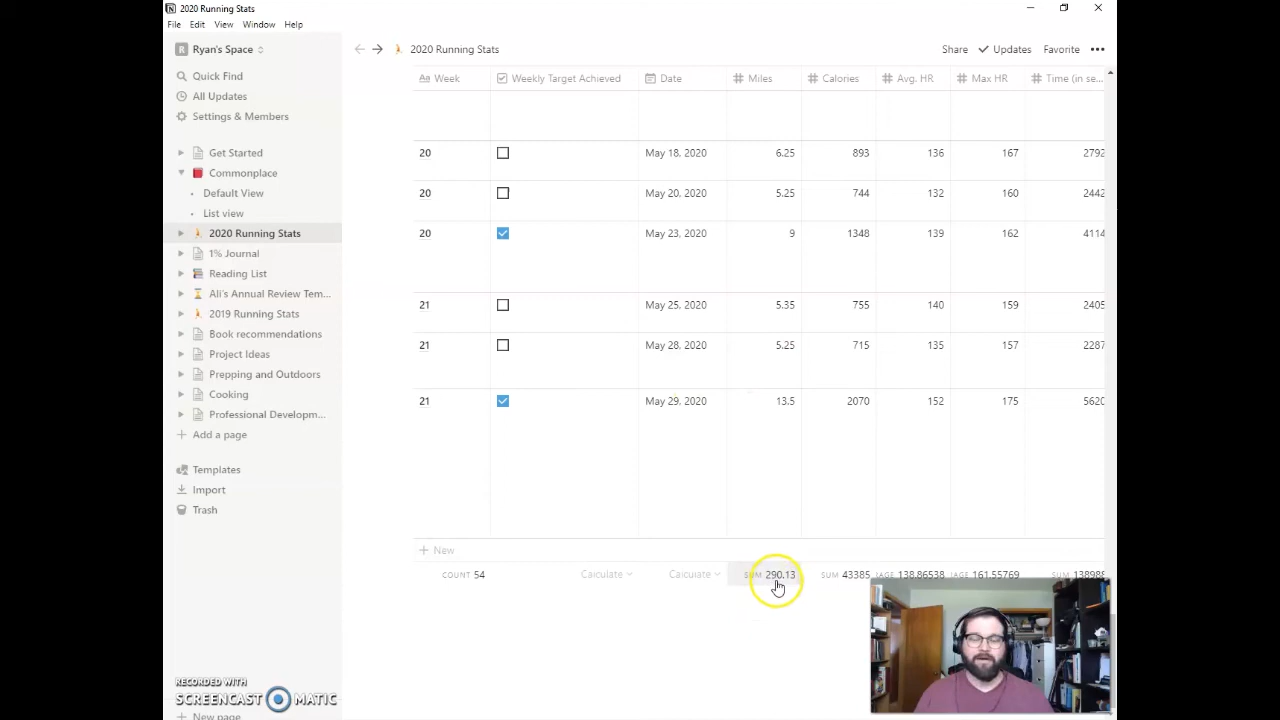 2020 Running Stats
File Edit View Window Help
R Ryan's Space
2020 Running Stats
Share Updates Favorite
Quick Find
All Updates
Settings & Members
Get Started
Commonplace
Default View
List view
2020 Running Stats
1% Journal
Reading List
Ali's Annual Review Tem...
2019 Running Stats
Book recommendations
Project Ideas
Prepping and Outdoors
Cooking
Professional Developm...
Add a page
Templates
Import
Trash
New page
Aa Week Weekly Target Achieved Date # Miles # Calories # Avg. HR # Max HR # Time (in se...
20 May 18, 2020 6.25 893 136 167 2792
20 May 20, 2020 5.25 744 132 160 2442
20 May 23, 2020 9 1348 139 162 4114
21 May 25, 2020 5.35 755 140 159 2405
21 May 28, 2020 5.25 715 135 157 2287
21 May 29, 2020 13.5 2070 152 175 5620
+ New
COUNT 54 Calculate Calculate SUM 290.13 SUM 43385 AGE 138.86538 AGE 161.55769 SUM 138988
RECORDED WITH
SCREENCAST MATIC